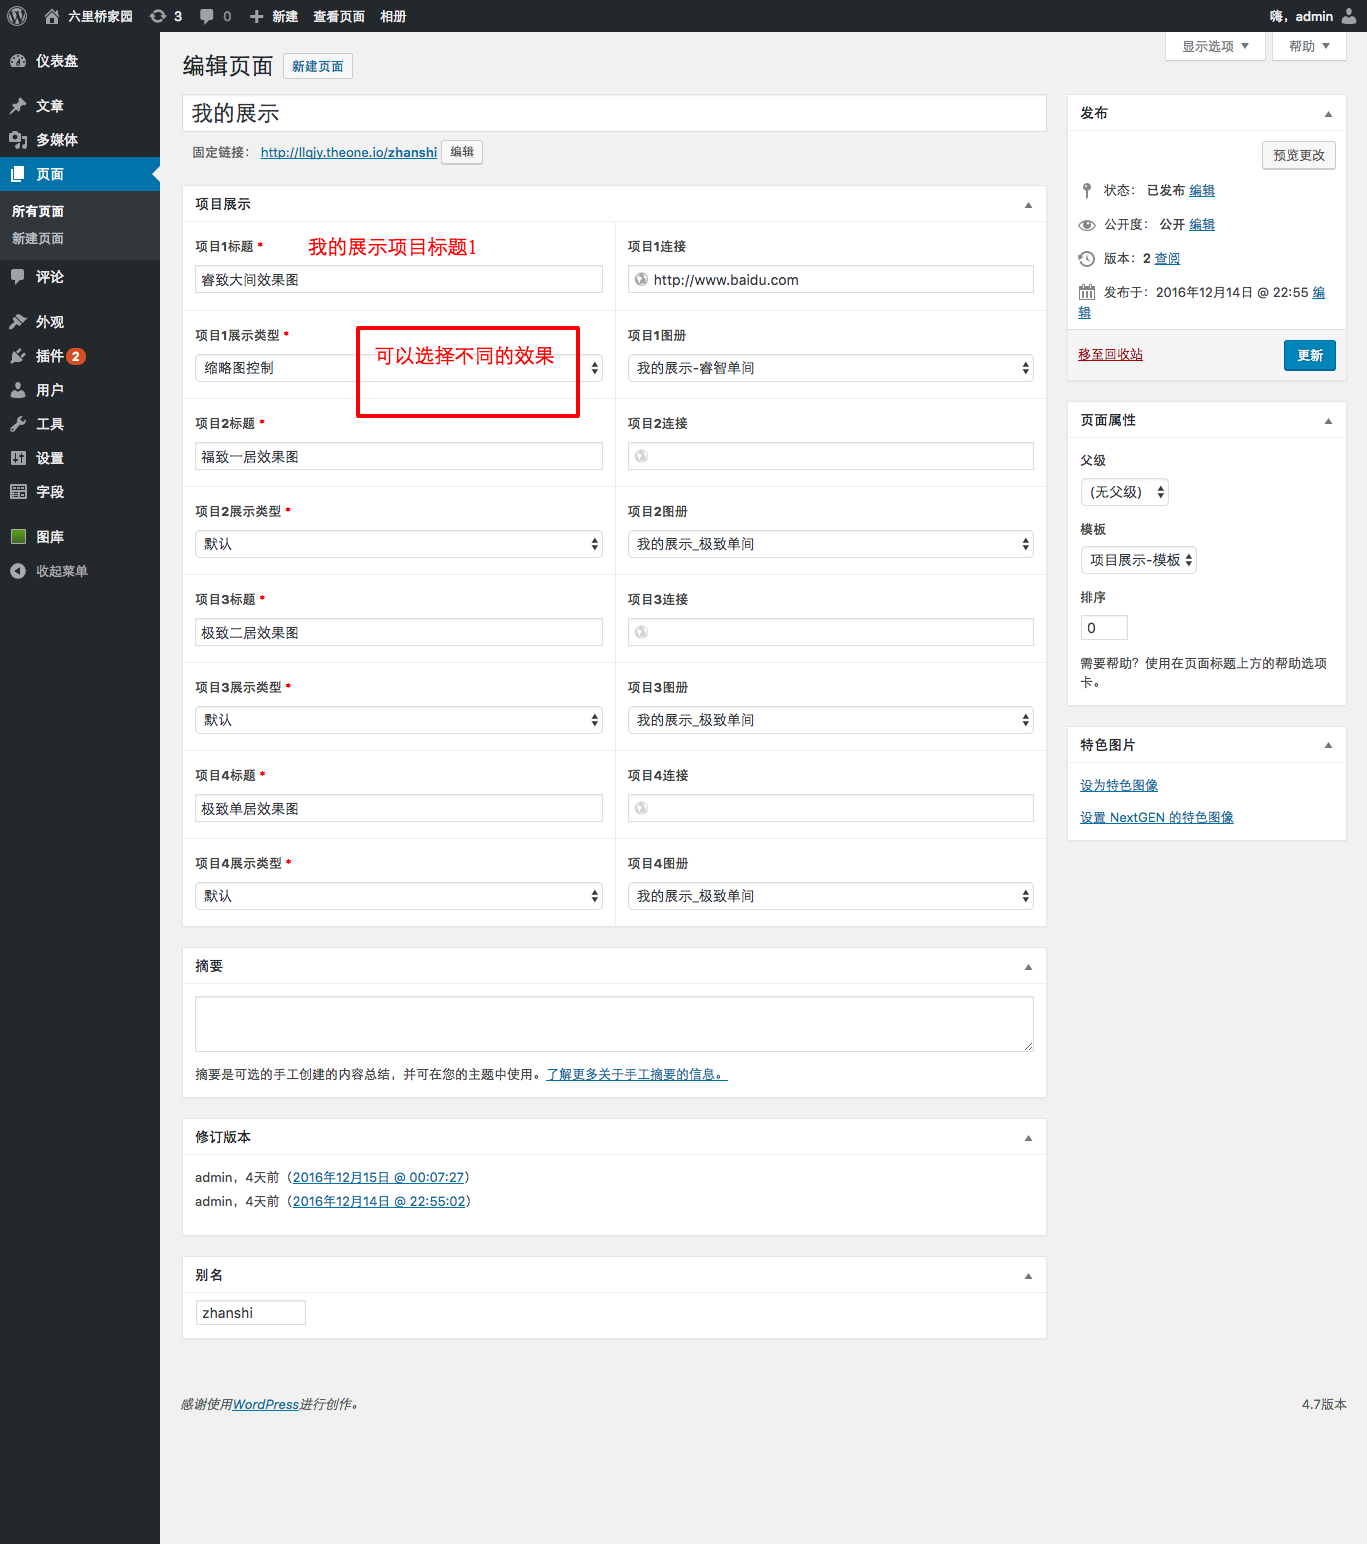 六里桥家园 3 0 新建 查看页面 相册 嗨，admin
仪表盘
文章
多媒体
页面
所有页面
新建页面
评论
外观
插件 2
用户
工具
设置
字段
图库
收起菜单
显示选项 帮助
编辑页面 新建页面
我的展示
固定链接： http://llqjy.theone.io/zhanshi 编辑
项目展示
项目1标题 * 我的展示项目标题1 项目1连接
睿致大间效果图 http://www.baidu.com
项目1展示类型 * 项目1图册
可以选择不同的效果
缩略图控制 我的展示-睿智单间
项目2标题 * 项目2连接
福致一居效果图
项目2展示类型 * 项目2图册
默认 我的展示_极致单间
项目3标题 * 项目3连接
极致二居效果图
项目3展示类型 * 项目3图册
默认 我的展示_极致单间
项目4标题 * 项目4连接
极致单居效果图
项目4展示类型 * 项目4图册
默认 我的展示_极致单间
摘要
摘要是可选的手工创建的内容总结，并可在您的主题中使用。了解更多关于手工摘要的信息。
修订版本
admin，4天前（2016年12月15日 @ 00:07:27）
admin，4天前（2016年12月14日 @ 22:55:02）
别名
zhanshi
发布
预览更改
状态： 已发布 编辑
公开度： 公开 编辑
版本：2 查阅
发布于：2016年12月14日 @ 22:55 编
辑
移至回收站 更新
页面属性
父级
(无父级)
模板
项目展示-模板
排序
0
需要帮助？使用在页面标题上方的帮助选项
卡。
特色图片
设为特色图像
设置 NextGEN 的特色图像
感谢使用WordPress进行创作。 4.7版本